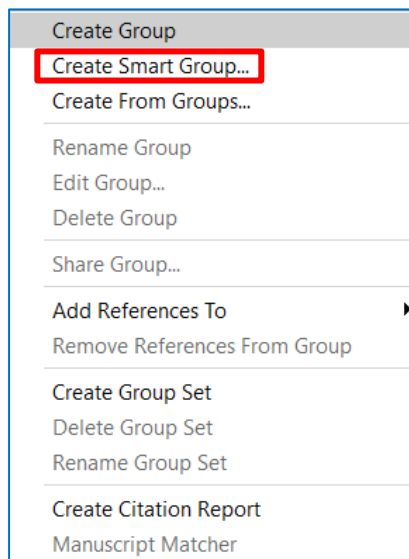 Create Group
Create Smart Group...
Create From Groups...
Rename Group
Edit Group...
Delete Group
Share Group...
Add References To
Remove References From Group
Create Group Set
Delete Group Set
Rename Group Set
Create Citation Report
Manuscript Matcher